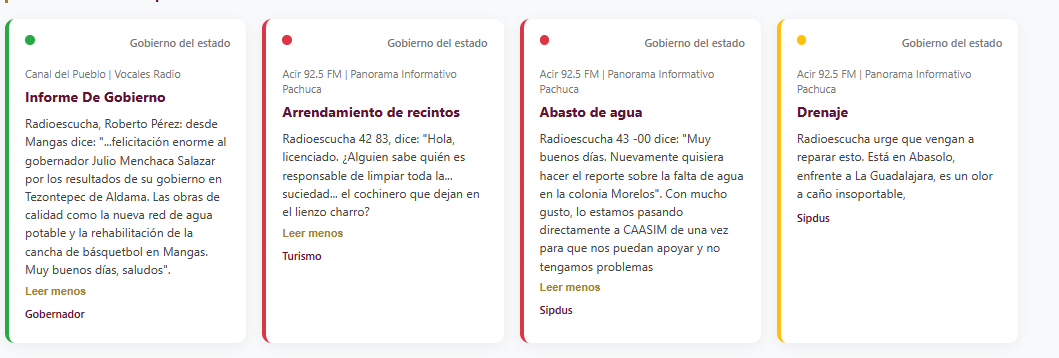 Gobierno del estado
Canal del Pueblo | Vocales Radio
Informe De Gobierno
Radioescucha, Roberto Pérez: desde
Mangas dice: "...felicitación enorme al
gobernador Julio Menchaca Salazar
por los resultados de su gobierno en
Tezontepec de Aldama. Las obras de
calidad como la nueva red de agua
potable y la rehabilitación de la
cancha de básquetbol en Mangas.
Muy buenos días, saludos".
Leer menos
Gobernador
Gobierno del estado
Acir 92.5 FM | Panorama Informativo
Pachuca
Arrendamiento de recintos
Radioescucha 42 83, dice: "Hola,
licenciado. ¿Alguien sabe quién es
responsable de limpiar toda la...
suciedad... el cochinero que dejan en
el lienzo charro?
Leer menos
Turismo
Gobierno del estado
Acir 92.5 FM | Panorama Informativo
Pachuca
Abasto de agua
Radioescucha 43 -00 dice: "Muy
buenos días. Nuevamente quisiera
hacer el reporte sobre la falta de agua
en la colonia Morelos". Con mucho
gusto, lo estamos pasando
directamente a CAASIM de una vez
para que nos puedan apoyar y no
tengamos problemas
Leer menos
Sipdus
Gobierno del estado
Acir 92.5 FM | Panorama Informativo
Pachuca
Drenaje
Radioescucha urge que vengan a
reparar esto. Está en Abasolo,
enfrente a La Guadalajara, es un olor
a caño insoportable,
Sipdus